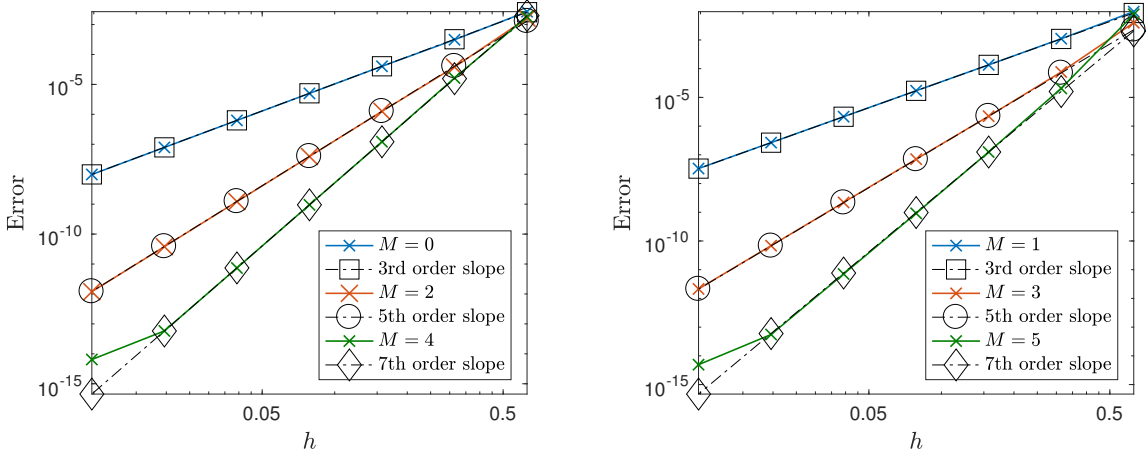 10^-5
10^-10
10^-15
Error
M = 0
3rd order slope
M = 2
5th order slope
M = 4
7th order slope
0.05
0.5
h
10^-5
10^-10
10^-15
Error
M = 1
3rd order slope
M = 3
5th order slope
M = 5
7th order slope
0.05
0.5
h